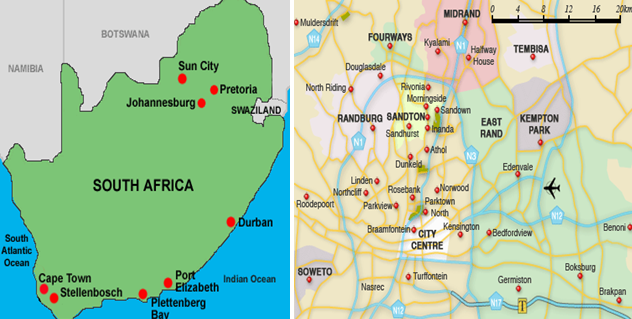 BOTSWANA
NAMIBIA
Sun City
Pretoria
Johannesburg
SWAZILAND
SOUTH AFRICA
Durban
South
Atlantic
Ocean
Cape Town
Stellenbosch
Port
Elizabeth
Plettenberg
Bay
Indian Ocean
0 4 8 12 16 20km
Muldersdrift
MIDRAND
N14
FOURWAYS
Kyalami
N1
Halfway
House
TEMBISA
Douglasdale
North Riding
Rivonia
Morningside
Sandown
RANDBURG
SANDTON
Sandhurst
Inanda
EAST
RAND
KEMPTON
PARK
N1
Athol
N3
Dunkeld
Edenvale
Linden
Northcliff
Rosebank
Norwood
Roodepoort
Parkview
Parktown
North
N12
Braamfontein
CITY
CENTRE
Kensington
Bedfordview
Benoni
SOWETO
Turffontein
Nasrec
Germiston
Boksburg
N12
N17
T
Brakpan